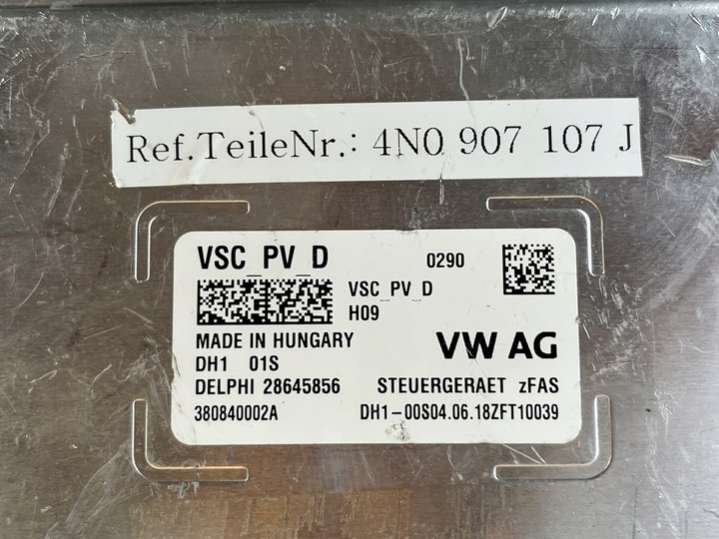 Ref.TeileNr.: 4N0 907 107 J
VSC_PV_D
0290
VSC_PV_D
H09
MADE IN HUNGARY
DH1 01S
VW AG
DELPHI 28645856
STEUERGERAET zFAS
380840002A
DH1-00S04.06.18ZFT10039